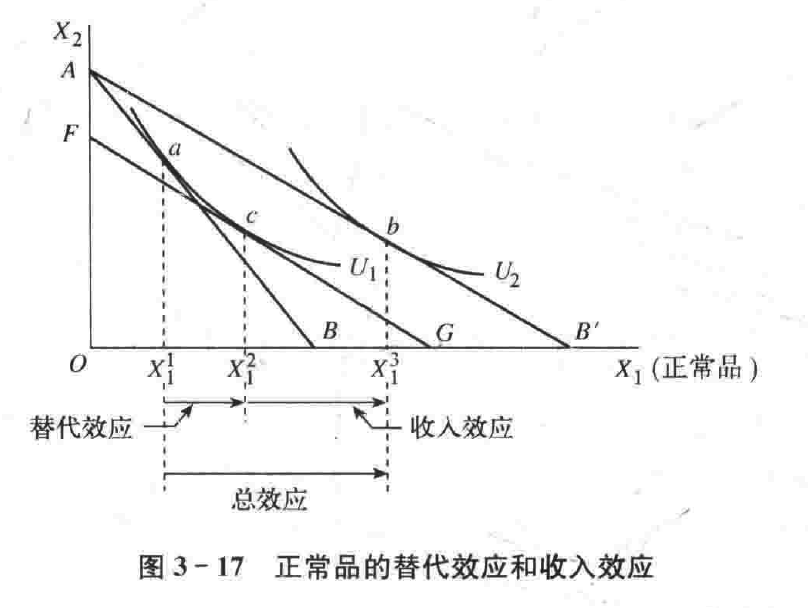 X₂
A
F
a
c
b
U₁
U₂
B
G
B′
O
X₁¹
X₁²
X₁³
X₁ (正常品)
替代效应
收入效应
总效应
图 3-17 正常品的替代效应和收入效应